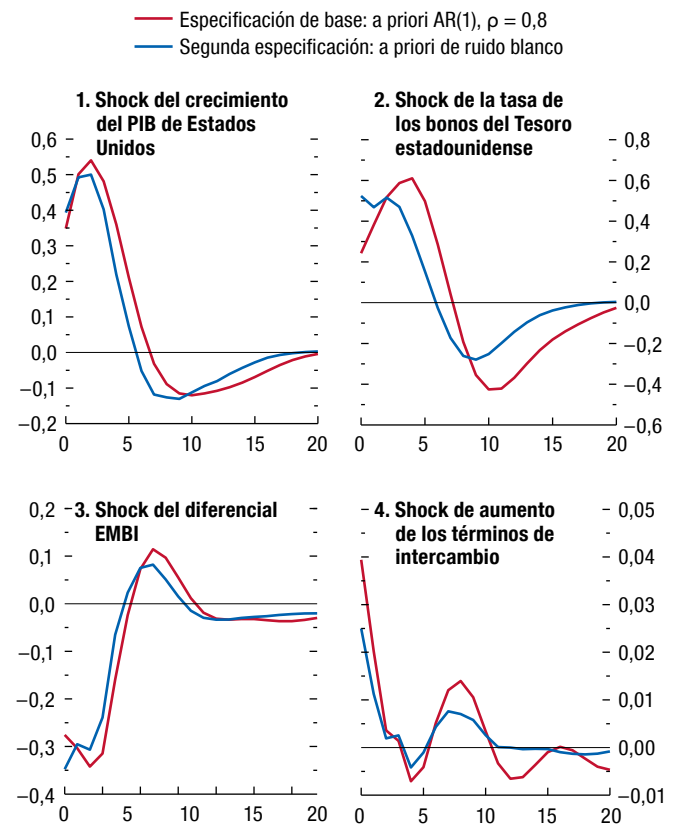 Especificación de base: a priori AR(1), ρ = 0,8
Segunda especificación: a priori de ruido blanco
1. Shock del crecimiento
del PIB de Estados
Unidos
0,6
0,5
0,4
0,3
0,2
0,1
0,0
–0,1
–0,2
0 5 10 15 20
2. Shock de la tasa de
los bonos del Tesoro
estadounidense
0,8
0,6
0,4
0,2
0,0
–0,2
–0,4
–0,6
0 5 10 15 20
3. Shock del diferencial
EMBI
0,2
0,1
0,0
–0,1
–0,2
–0,3
–0,4
0 5 10 15 20
4. Shock de aumento
de los términos de
intercambio
0,05
0,04
0,03
0,02
0,01
0,00
–0,01
0 5 10 15 20